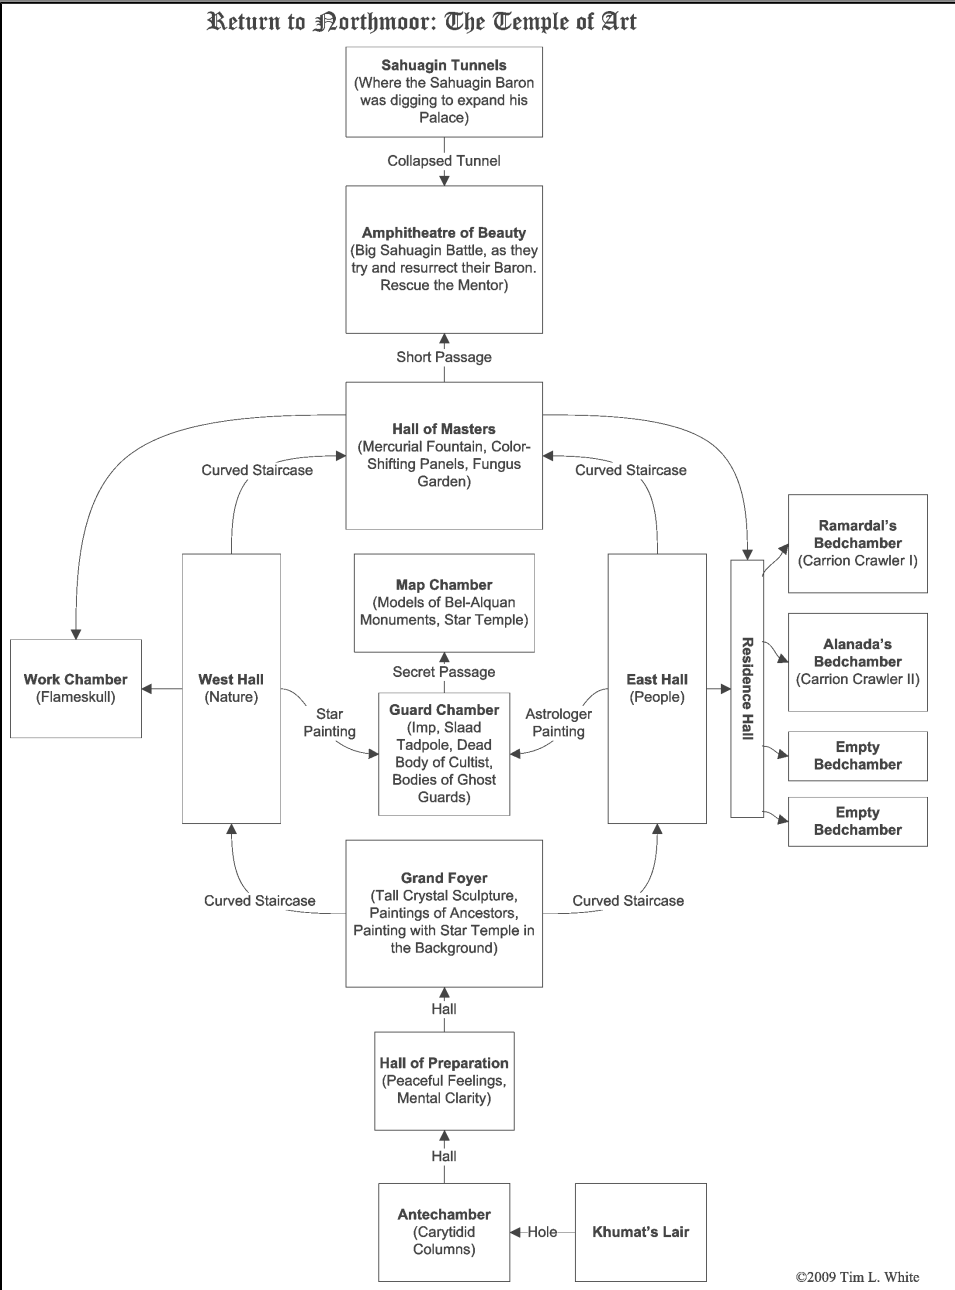 Return to Northmoor: The Temple of Art
Sahuagin Tunnels
(Where the Sahuagin Baron
was digging to expand his
Palace)
Collapsed Tunnel
Amphitheatre of Beauty
(Big Sahuagin Battle, as they
try and resurrect their Baron.
Rescue the Mentor)
Short Passage
Hall of Masters
(Mercurial Fountain, Color-
Shifting Panels, Fungus
Garden)
Curved Staircase
Curved Staircase
Ramardal's
Bedchamber
(Carrion Crawler I)
Map Chamber
(Models of Bel-Alquan
Monuments, Star Temple)
Secret Passage
Work Chamber
(Flameskull)
West Hall
(Nature)
Star
Painting
Guard Chamber
(Imp, Slaad
Tadpole, Dead
Body of Cultist,
Bodies of Ghost
Guards)
Astrologer
Painting
East Hall
(People)
Residence Hall
Alanada's
Bedchamber
(Carrion Crawler II)
Empty
Bedchamber
Empty
Bedchamber
Grand Foyer
(Tall Crystal Sculpture,
Paintings of Ancestors,
Painting with Star Temple in
the Background)
Curved Staircase
Curved Staircase
Hall
Hall of Preparation
(Peaceful Feelings,
Mental Clarity)
Hall
Antechamber
(Carytidid
Columns)
Hole
Khumat's Lair
©2009 Tim L. White